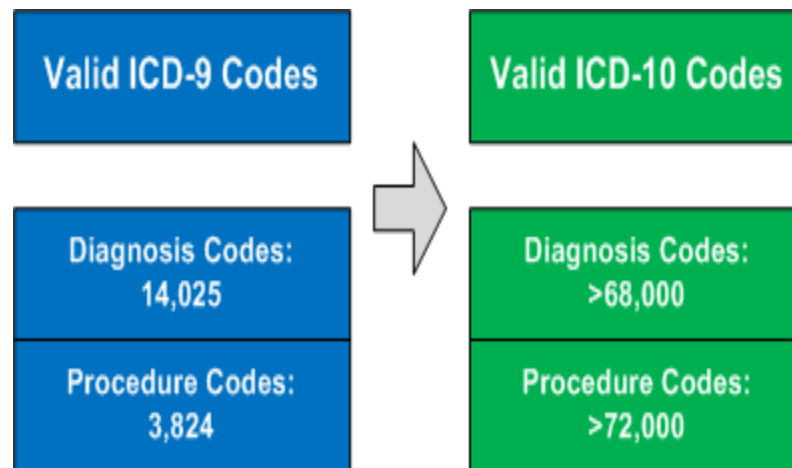 Valid ICD-9 Codes
Valid ICD-10 Codes
Diagnosis Codes:
14,025
Diagnosis Codes:
>68,000
Procedure Codes:
3,824
Procedure Codes:
>72,000